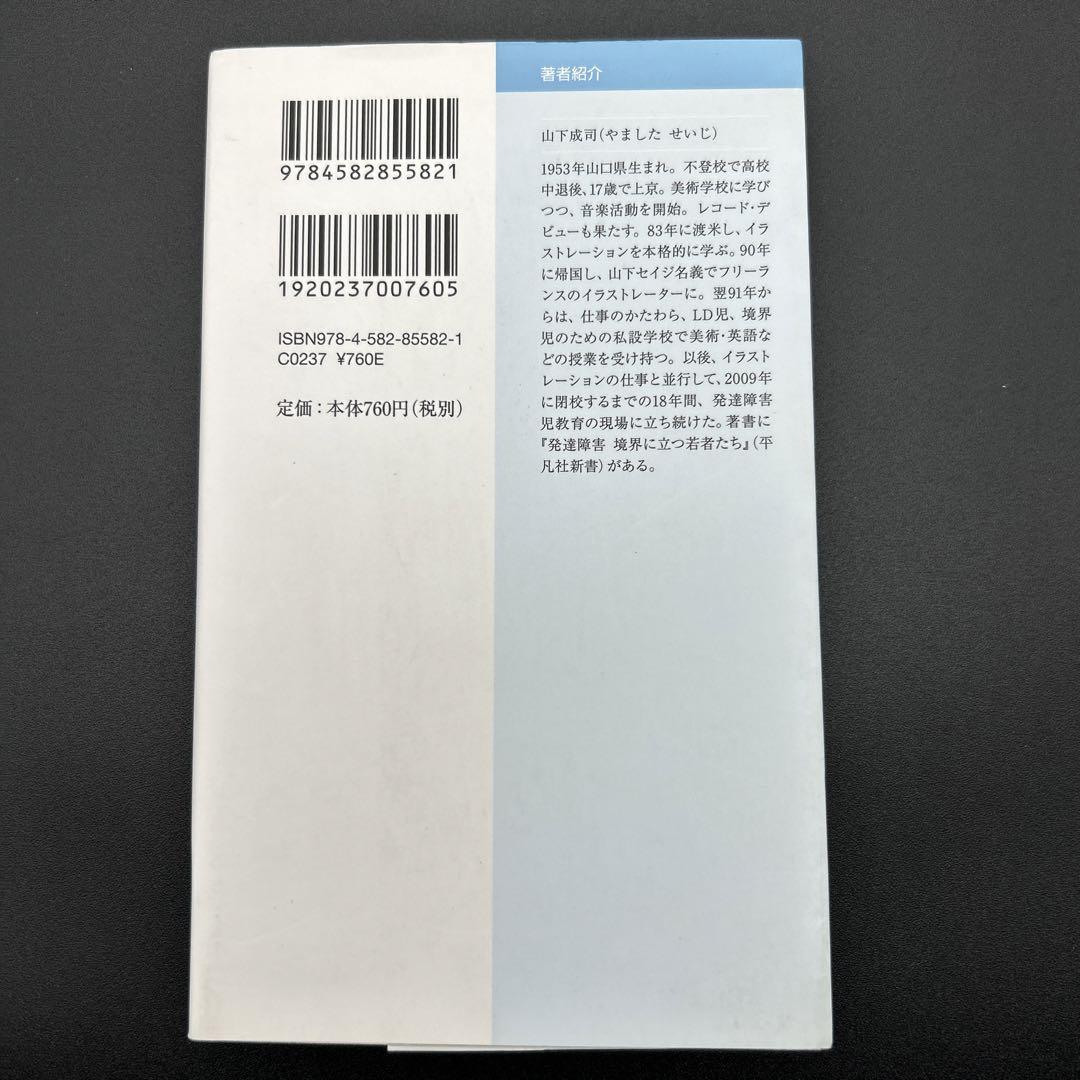 9784582855821
1920237007605
ISBN978-4-582-85582-1
C0237 ¥760E
定価：本体760円（税別）
著者紹介
山下成司（やました せいじ）
1953年山口県生まれ。不登校で高校
中退後、17歳で上京。美術学校に学び
つつ、音楽活動を開始。レコード・デ
ビューも果たす。83年に渡米し、イラ
ストレーションを本格的に学ぶ。90年
に帰国し、山下セイジ名義でフリーラ
ンスのイラストレーターに。翌91年か
らは、仕事のかたわら、LD児、境界
児のための私設学校で美術・英語な
どの授業を受け持つ。以後、イラスト
レーションの仕事と並行して、2009年
に閉校するまでの18年間、発達障害
児教育の現場に立ち続けた。著書に
『発達障害 境界に立つ若者たち』（平
凡社新書）がある。